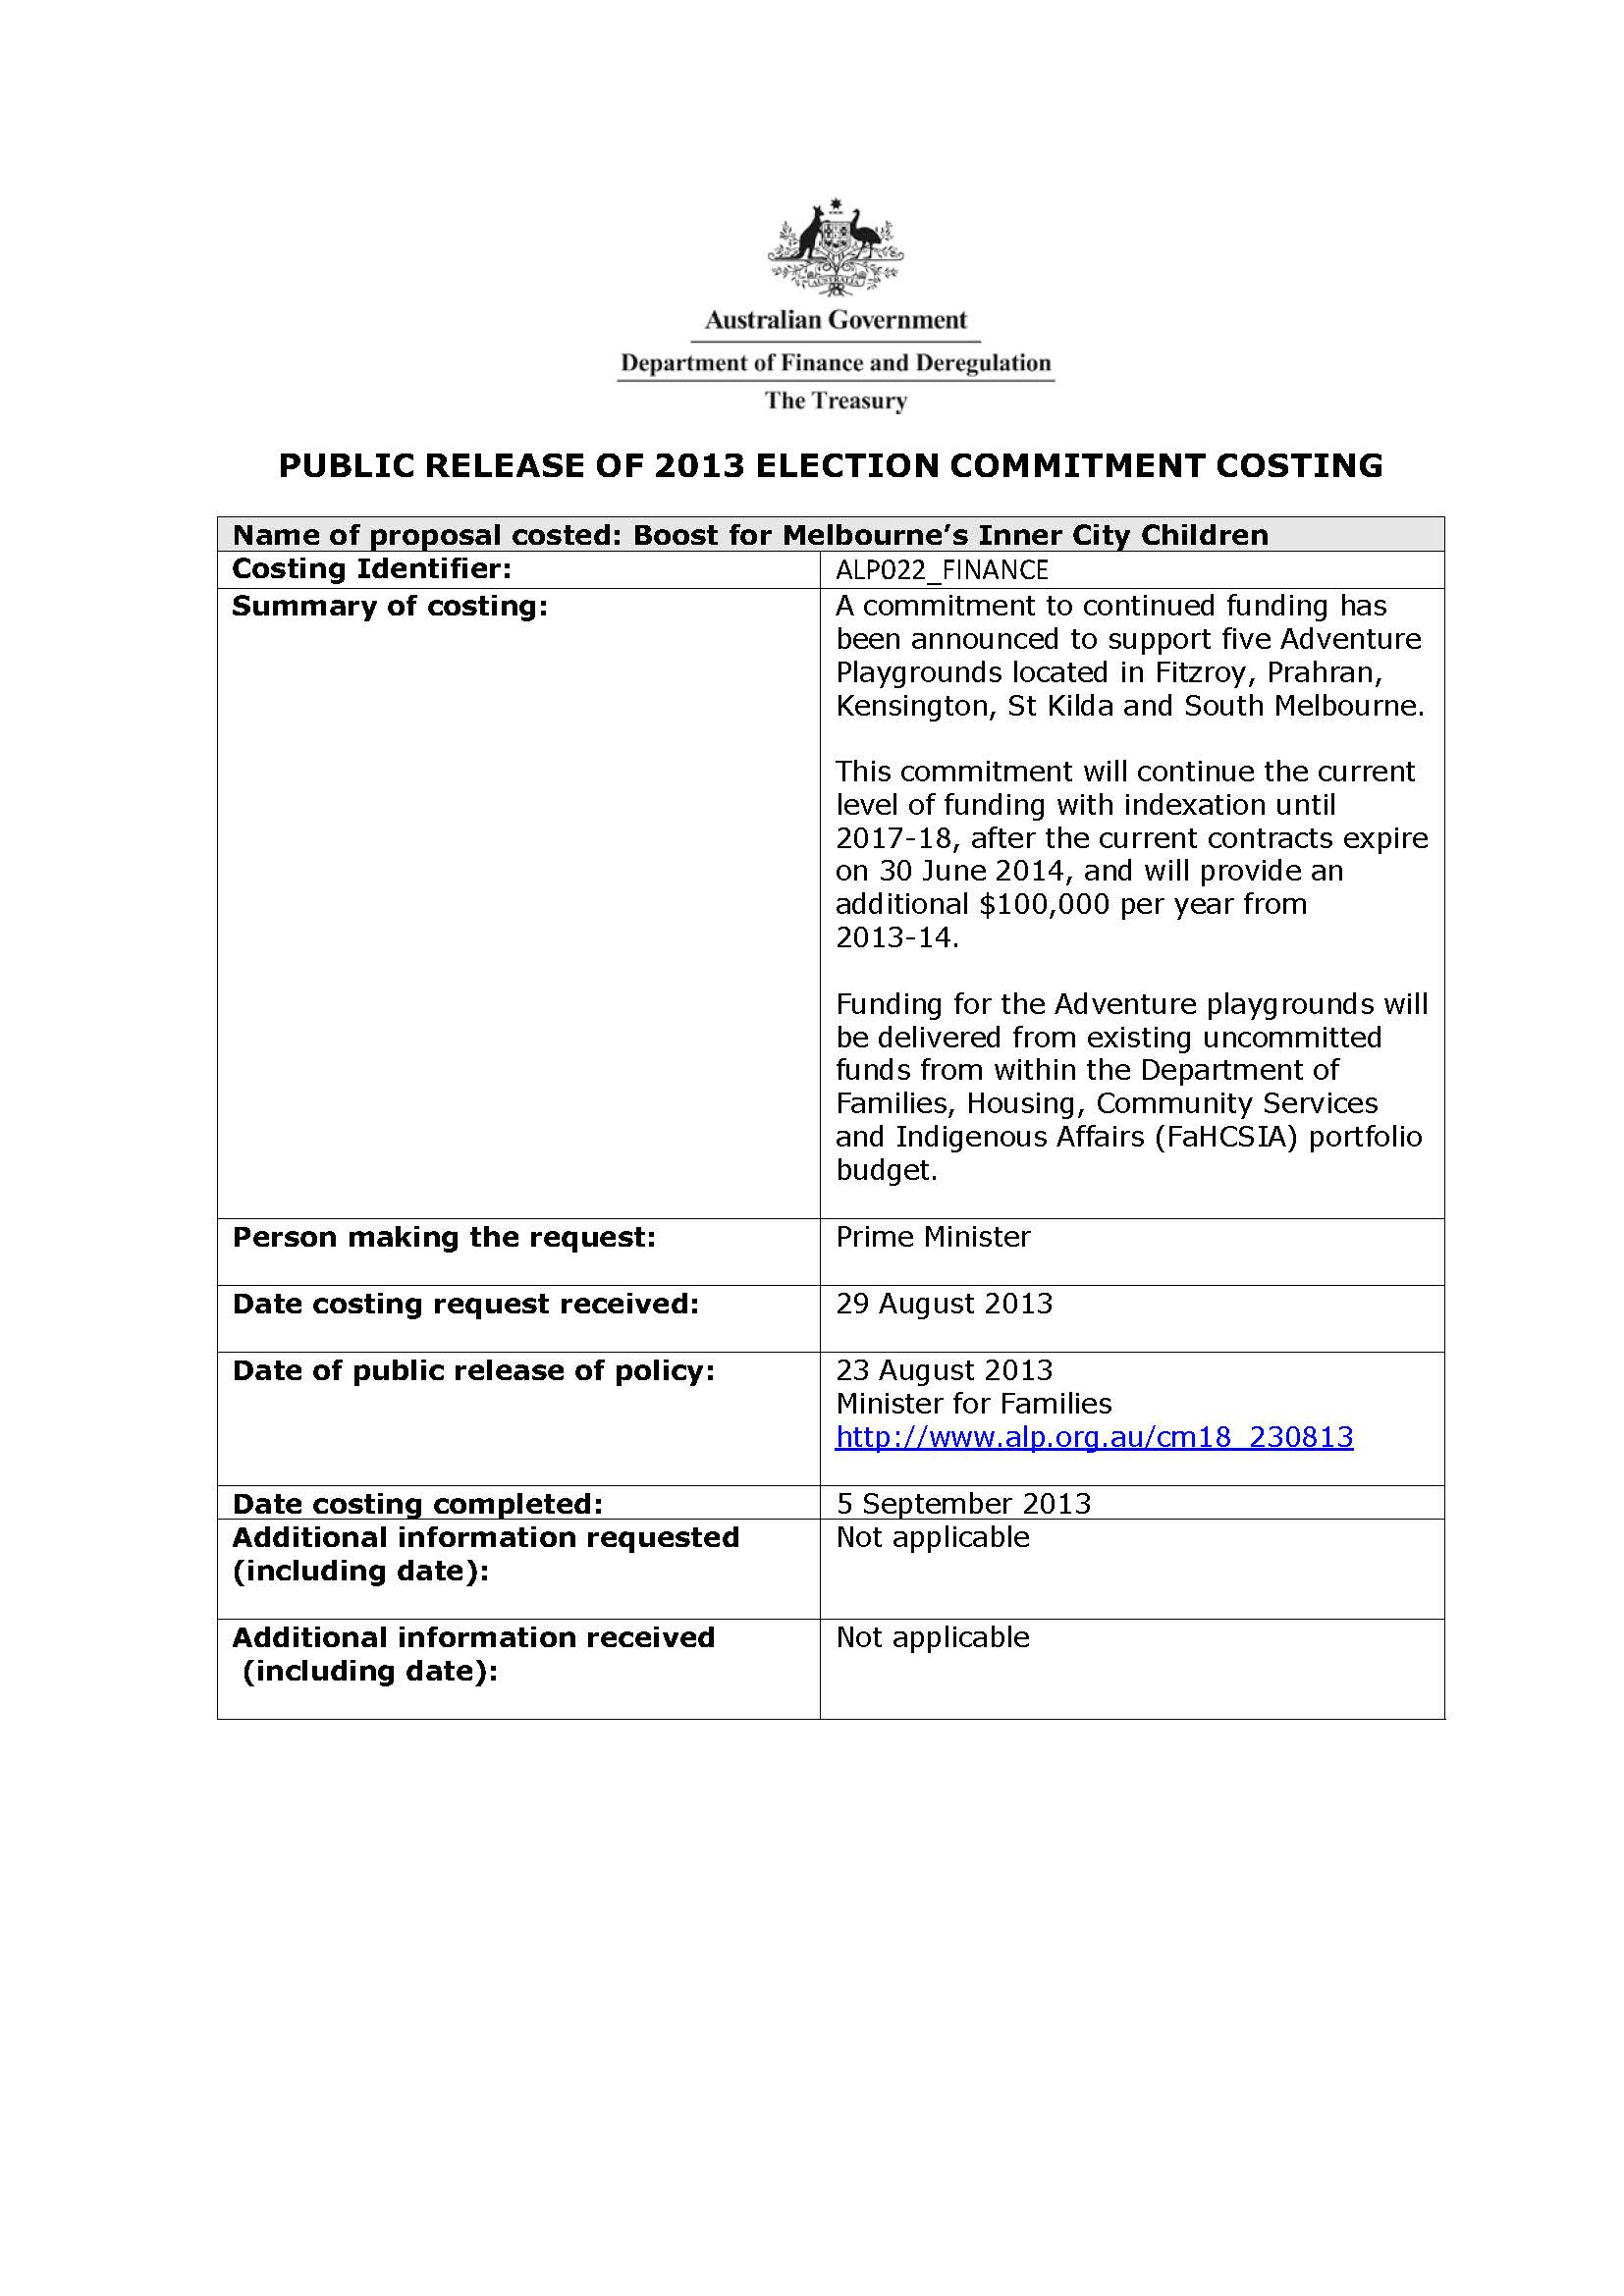 AUSTRALIA
Australian Government
Department of Finance and Deregulation
The Treasury
PUBLIC RELEASE OF 2013 ELECTION COMMITMENT COSTING
Name of proposal costed: Boost for Melbourne’s Inner City Children
Costing Identifier:
ALP022_FINANCE
Summary of costing:
A commitment to continued funding has
been announced to support five Adventure
Playgrounds located in Fitzroy, Prahran,
Kensington, St Kilda and South Melbourne.
This commitment will continue the current
level of funding with indexation until
2017-18, after the current contracts expire
on 30 June 2014, and will provide an
additional $100,000 per year from
2013-14.
Funding for the Adventure playgrounds will
be delivered from existing uncommitted
funds from within the Department of
Families, Housing, Community Services
and Indigenous Affairs (FaHCSIA) portfolio
budget.
Person making the request:
Prime Minister
Date costing request received:
29 August 2013
Date of public release of policy:
23 August 2013
Minister for Families
http://www.alp.org.au/cm18_230813
Date costing completed:
5 September 2013
Additional information requested
(including date):
Not applicable
Additional information received
(including date):
Not applicable